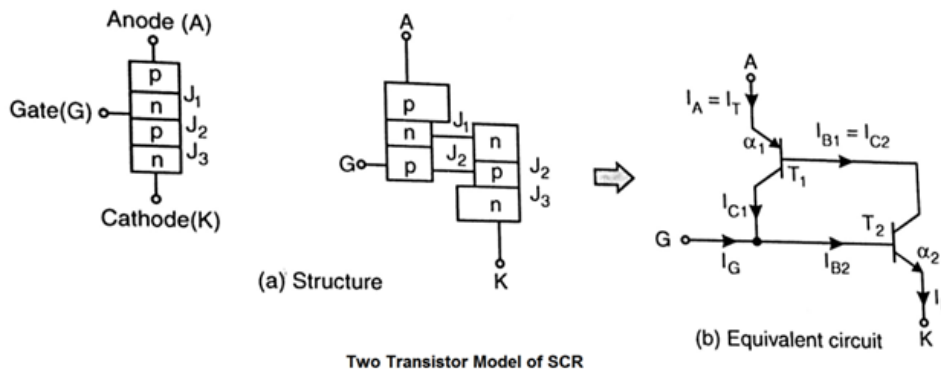 Anode (A)
p
n
p
n
J1
J2
J3
Gate(G)
Cathode(K)
A
p
n
p
J1
J2
n
p
n
J2
J3
G
K
(a) Structure
A
IA = IT
α1
T1
IB1 = IC2
IC1
G
IG
IB2
T2
α2
I
K
(b) Equivalent circuit
Two Transistor Model of SCR